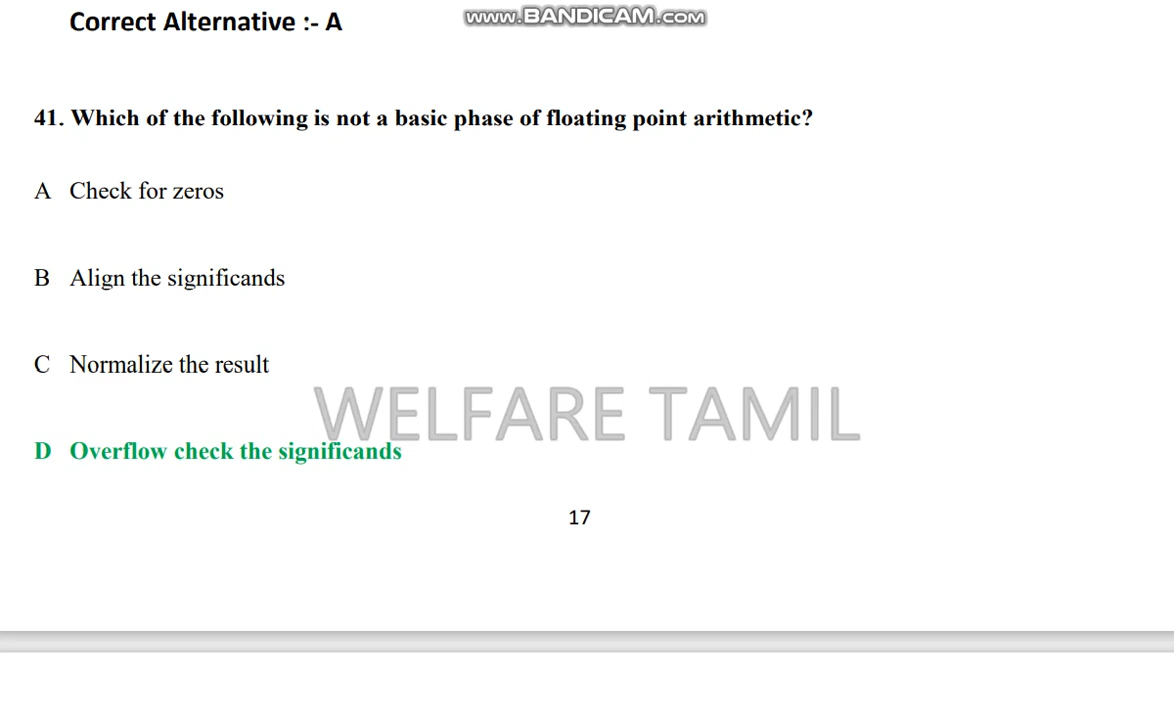 Correct Alternative :- A
www.BANDICAM.COM
41. Which of the following is not a basic phase of floating point arithmetic?
A Check for zeros
B Align the significands
C Normalize the result
WELFARE TAMIL
D Overflow check the significands
17